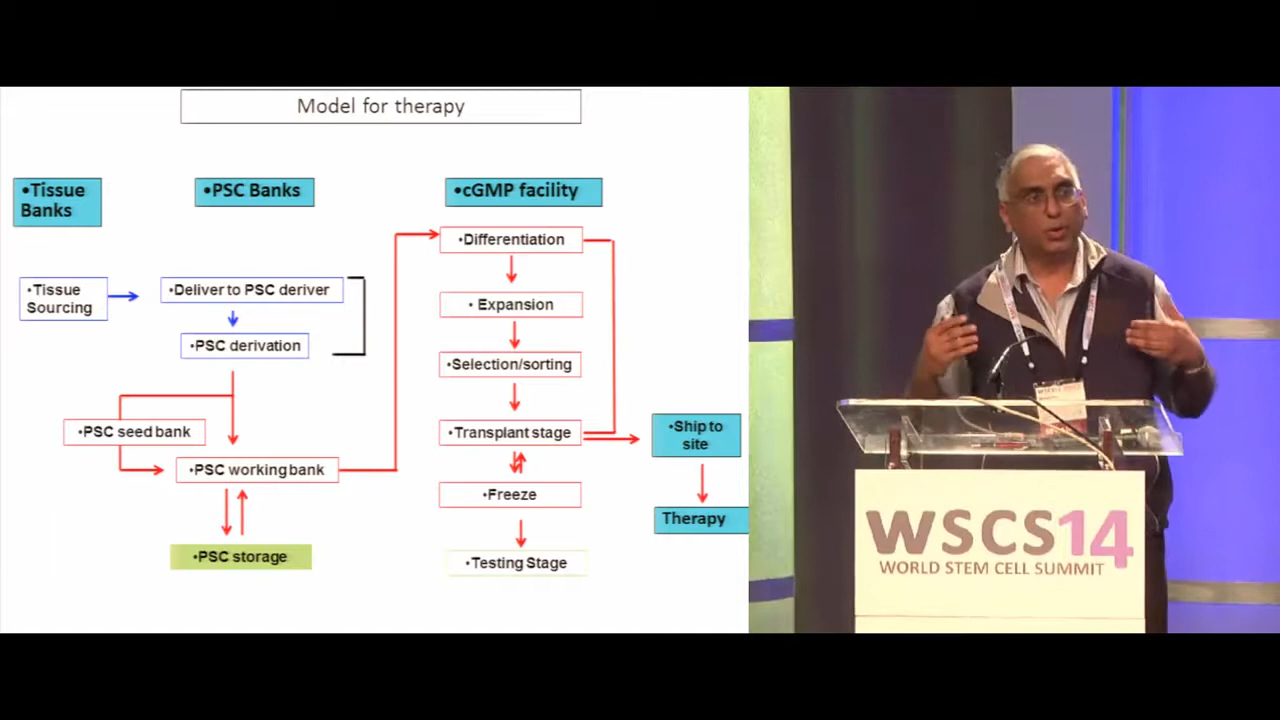 Model for therapy
•Tissue
Banks
•PSC Banks
•cGMP facility
•Tissue
Sourcing
•Deliver to PSC deriver
•PSC derivation
•PSC seed bank
•PSC working bank
•PSC storage
•Differentiation
• Expansion
•Selection/sorting
•Transplant stage
•Freeze
•Testing Stage
•Ship to
site
Therapy
WSCS14
WORLD STEM CELL SUMMIT